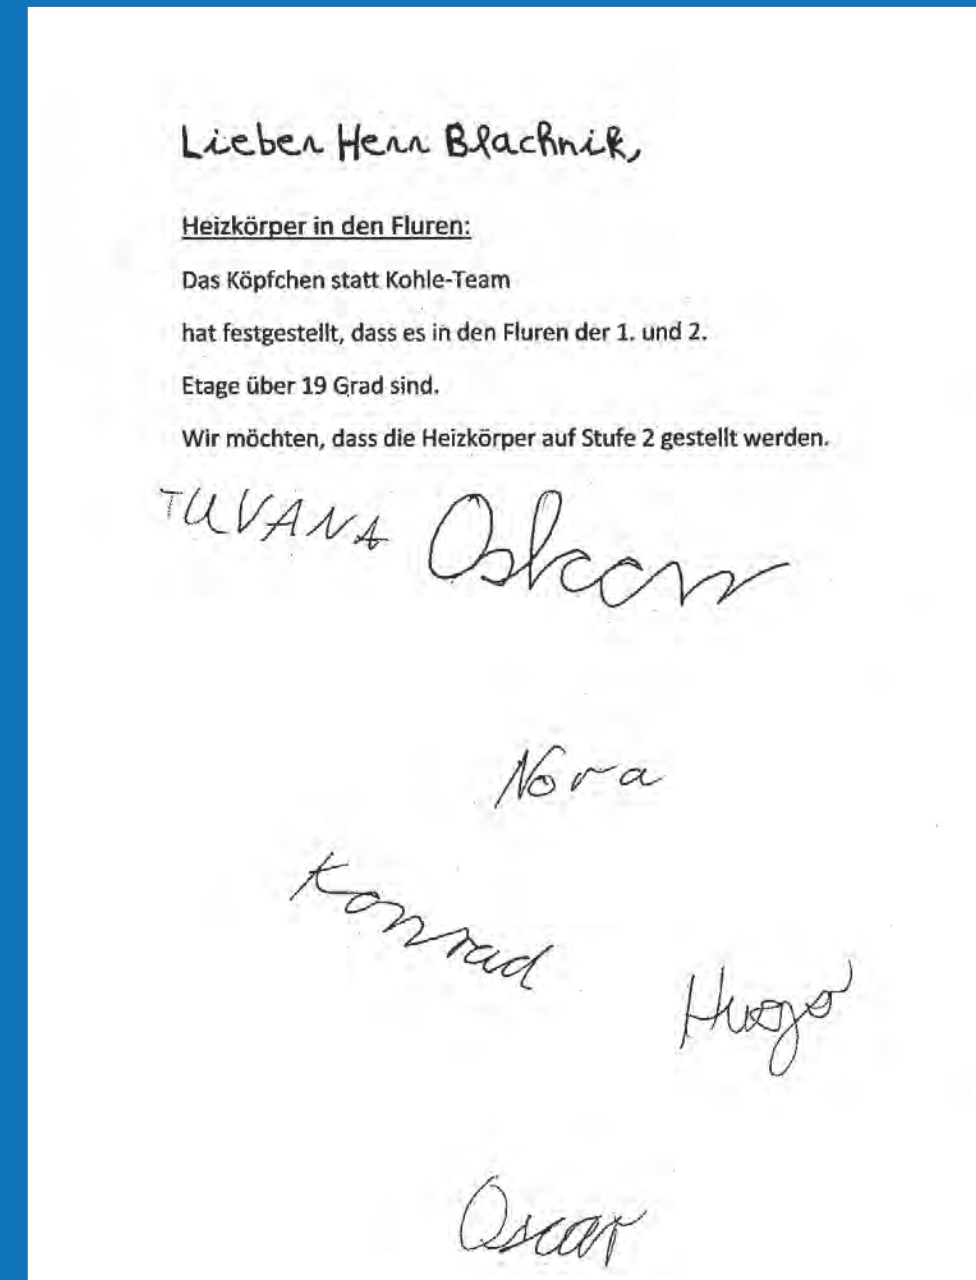 Lieber Herr Blachnik,
Heizkörper in den Fluren:
Das Köpfchen statt Kohle-Team
hat festgestellt, dass es in den Fluren der 1. und 2.
Etage über 19 Grad sind.
Wir möchten, dass die Heizkörper auf Stufe 2 gestellt werden.
TUVANA Oskar
Nora
Konrad
Hugo
Oscar